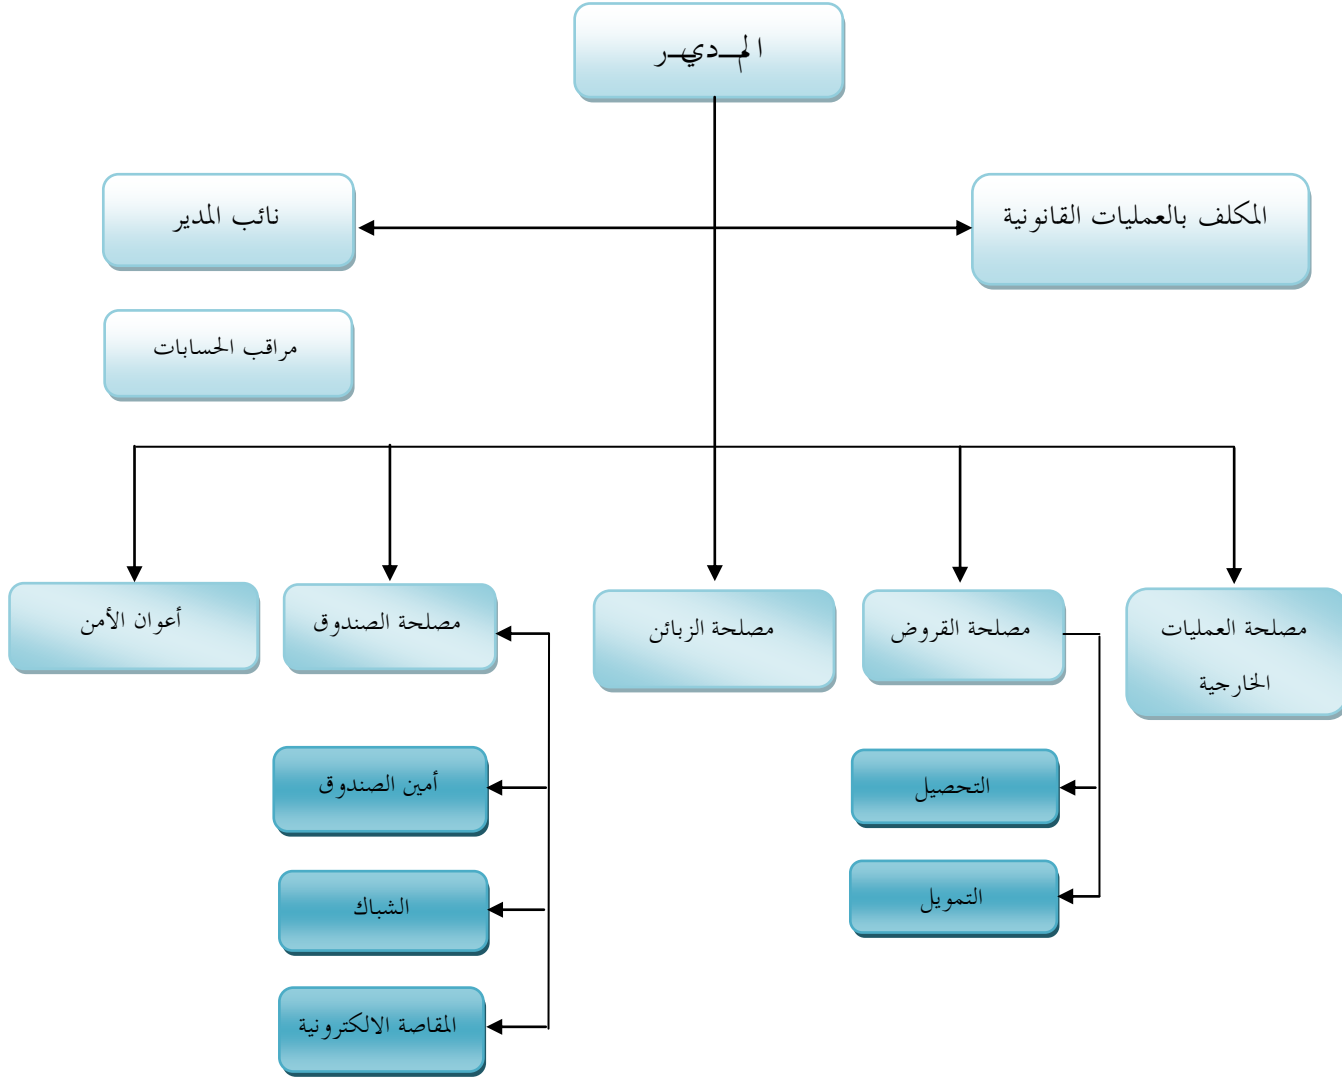 المـديـر
المكلف بالعمليات القانونية
نائب المدير
مراقب الحسابات
مصلحة العمليات
الخارجية
مصلحة القروض
مصلحة الزبائن
مصلحة الصندوق
أعوان الأمن
التحصيل
التمويل
أمين الصندوق
الشباك
المقاصة الالكترونية